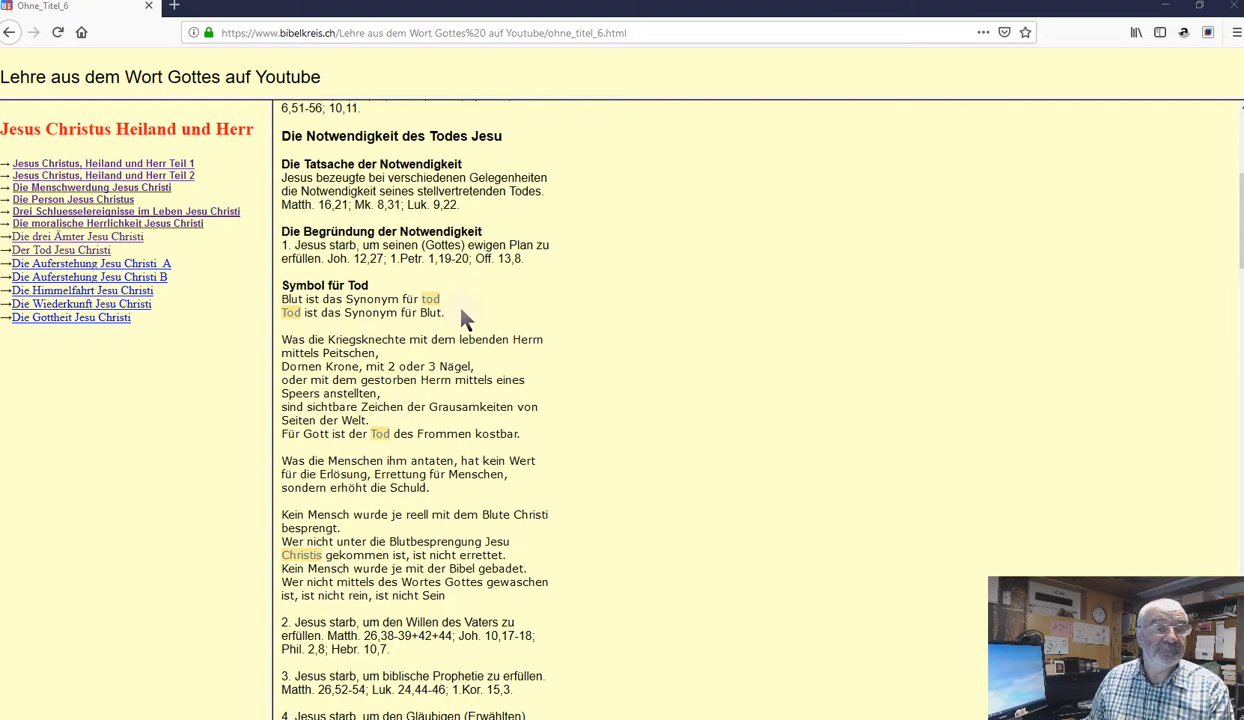 Ohne_Titel_6
https://www.bibelkreis.ch/Lehre aus dem Wort Gottes%20 auf Youtube/ohne_titel_6.html
Lehre aus dem Wort Gottes auf Youtube
Jesus Christus Heiland und Herr
→ Jesus Christus, Heiland und Herr Teil 1
→ Jesus Christus, Heiland und Herr Teil 2
→ Die Menschwerdung Jesus Christi
→ Die Person Jesus Christus
→ Drei Schluesselereignisse im Leben Jesu Christi
→ Die moralische Herrlichkeit Jesus Christi
→Die drei Ämter Jesu Christi
→Der Tod Jesu Christi
→Die Auferstehung Jesu Christi A
→Die Auferstehung Jesu Christi B
→Die Himmelfahrt Jesu Christi
→Die Wiederkunft Jesu Christi
→Die Gottheit Jesu Christi
6,51-56; 10,11.
Die Notwendigkeit des Todes Jesu
Die Tatsache der Notwendigkeit
Jesus bezeugte bei verschiedenen Gelegenheiten
die Notwendigkeit seines stellvertretenden Todes.
Matth. 16,21; Mk. 8,31; Luk. 9,22.
Die Begründung der Notwendigkeit
1. Jesus starb, um seinen (Gottes) ewigen Plan zu
erfüllen. Joh. 12,27; 1.Petr. 1,19-20; Off. 13,8.
Symbol für Tod
Blut ist das Synonym für tod
Tod ist das Synonym für Blut.
Was die Kriegsknechte mit dem lebenden Herrn
mittels Peitschen,
Dornen Krone, mit 2 oder 3 Nägel,
oder mit dem gestorben Herrn mittels eines
Speers anstellten,
sind sichtbare Zeichen der Grausamkeiten von
Seiten der Welt.
Für Gott ist der Tod des Frommen kostbar.
Was die Menschen ihm antaten, hat kein Wert
für die Erlösung, Errettung für Menschen,
sondern erhöht die Schuld.
Kein Mensch wurde je reell mit dem Blute Christi
besprengt.
Wer nicht unter die Blutbesprengung Jesu
Christis gekommen ist, ist nicht errettet.
Kein Mensch wurde je mit der Bibel gebadet.
Wer nicht mittels des Wortes Gottes gewaschen
ist, ist nicht rein, ist nicht Sein
2. Jesus starb, um den Willen des Vaters zu
erfüllen. Matth. 26,38-39+42+44; Joh. 10,17-18;
Phil. 2,8; Hebr. 10,7.
3. Jesus starb, um biblische Prophetie zu erfüllen.
Matth. 26,52-54; Luk. 24,44-46; 1.Kor. 15,3.
4. Jesus starb, um den Gläubigen (Erwählten)